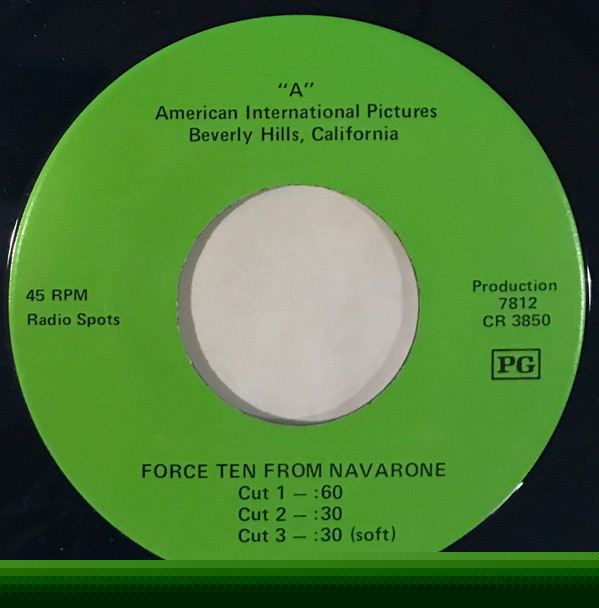 "A"
American International Pictures
Beverly Hills, California
45 RPM
Radio Spots
Production
7812
CR 3850
PG
FORCE TEN FROM NAVARONE
Cut 1 — :60
Cut 2 — :30
Cut 3 — :30 (soft)